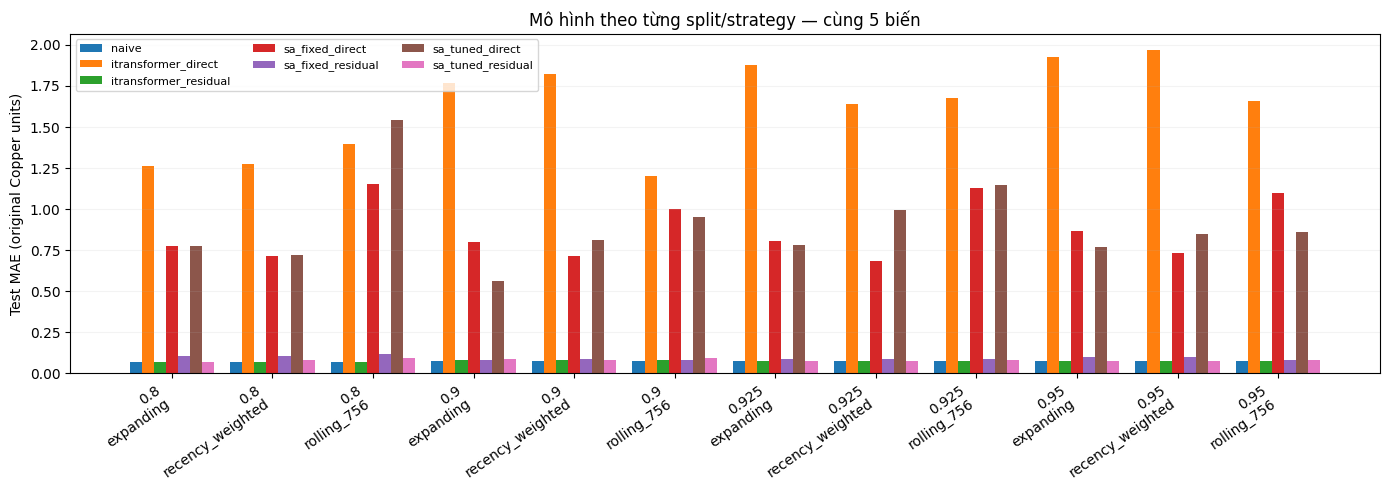 Mô hình theo từng split/strategy — cùng 5 biến
Test MAE (original Copper units)
2.00
1.75
1.50
1.25
1.00
0.75
0.50
0.25
0.00
naive
itransformer_direct
itransformer_residual
sa_fixed_direct
sa_fixed_residual
sa_tuned_direct
sa_tuned_residual
0.8
expanding
0.8
recency_weighted
0.8
rolling_756
0.9
expanding
0.9
recency_weighted
0.9
rolling_756
0.925
expanding
0.925
recency_weighted
0.925
rolling_756
0.95
expanding
0.95
recency_weighted
0.95
rolling_756